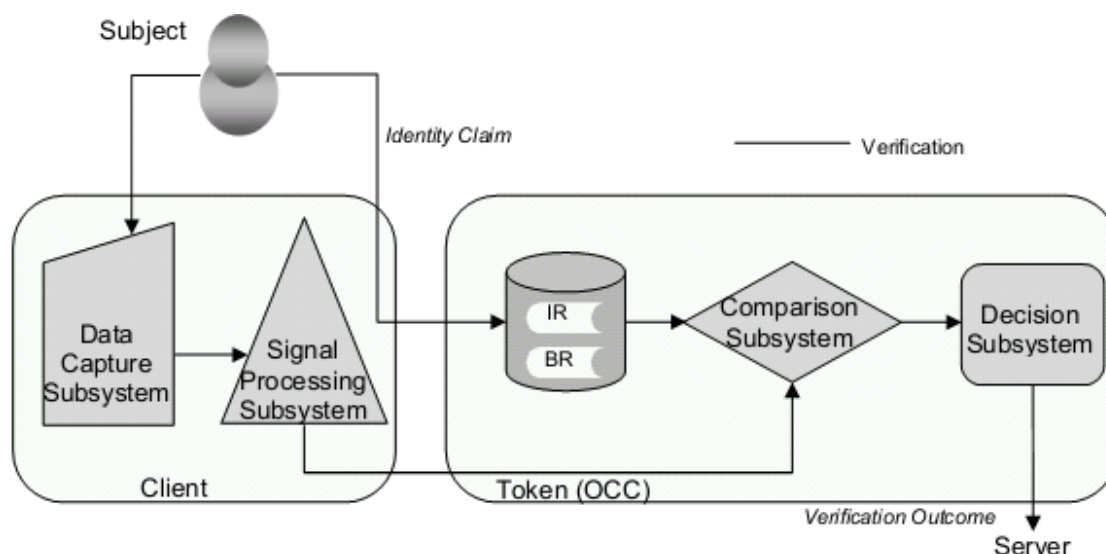 Subject
Identity Claim
Verification
Data
Capture
Subsystem
Signal
Processing
Subsystem
IR
BR
Comparison
Subsystem
Decision
Subsystem
Client
Token (OCC)
Verification Outcome
Server